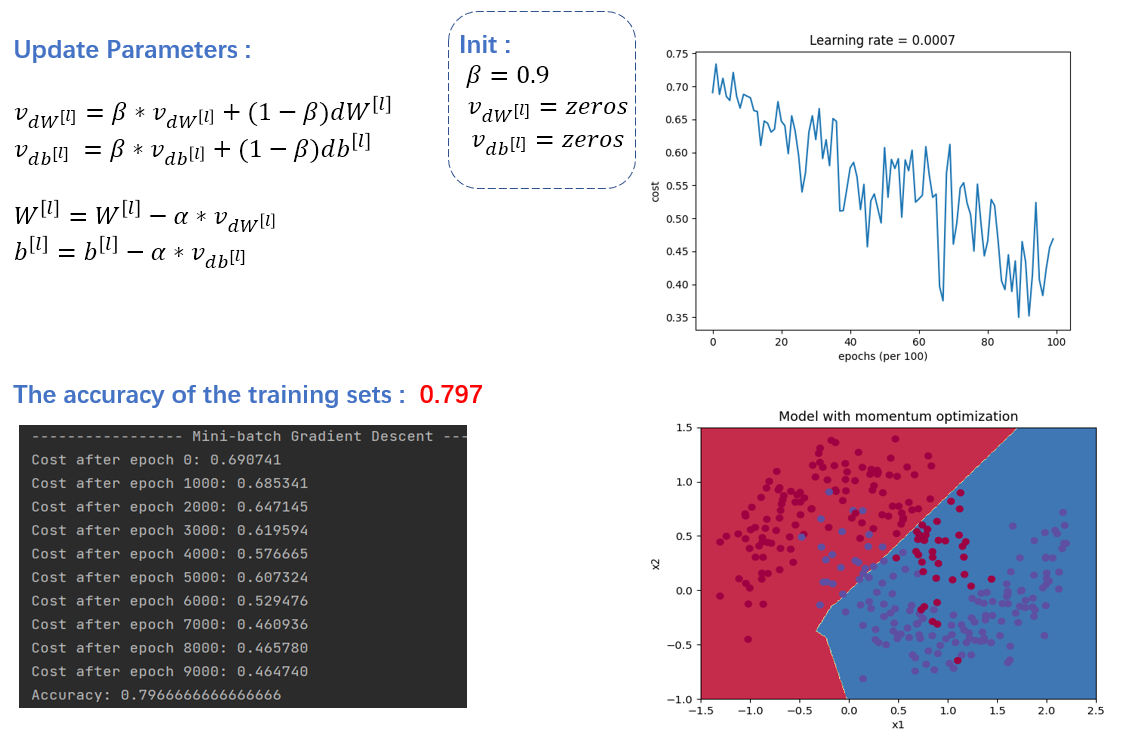 Update Parameters :
v_{dW^{[l]}} = β * v_{dW^{[l]}} + (1 − β)dW^{[l]}
v_{db^{[l]}} = β * v_{db^{[l]}} + (1 − β)db^{[l]}
W^{[l]} = W^{[l]} − α * v_{dW^{[l]}}
b^{[l]} = b^{[l]} − α * v_{db^{[l]}}
Init :
β = 0.9
v_{dW^{[l]}} = zeros
v_{db^{[l]}} = zeros
Learning rate = 0.0007
0.75
0.70
0.65
0.60
0.55
0.50
0.45
0.40
0.35
cost
0 20 40 60 80 100
epochs (per 100)
The accuracy of the training sets : 0.797
----------------- Mini-batch Gradient Descent ---
Cost after epoch 0: 0.690741
Cost after epoch 1000: 0.685341
Cost after epoch 2000: 0.647145
Cost after epoch 3000: 0.619594
Cost after epoch 4000: 0.576665
Cost after epoch 5000: 0.607324
Cost after epoch 6000: 0.529476
Cost after epoch 7000: 0.460936
Cost after epoch 8000: 0.465780
Cost after epoch 9000: 0.464740
Accuracy: 0.7966666666666666
Model with momentum optimization
1.5
1.0
0.5
0.0
−0.5
−1.0
x2
−1.5 −1.0 −0.5 0.0 0.5 1.0 1.5 2.0 2.5
x1